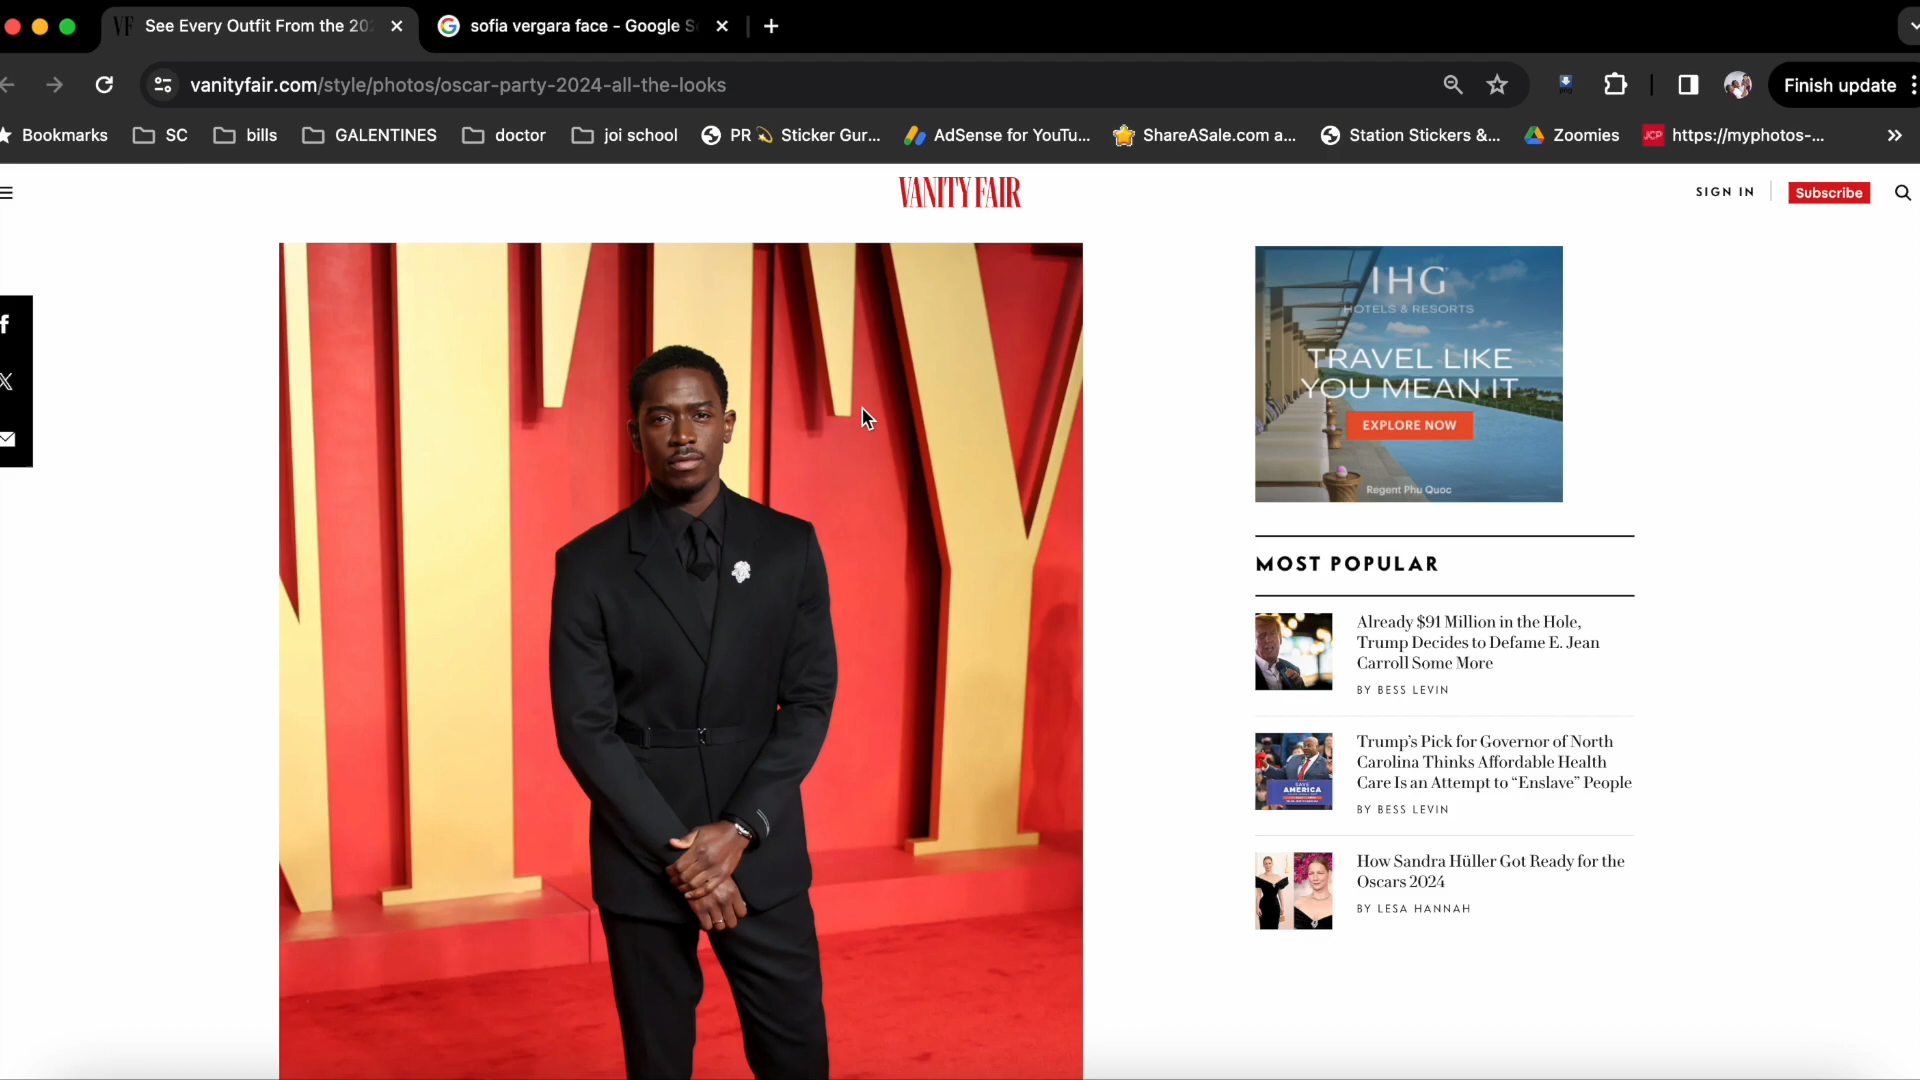 VF See Every Outfit From the 20
sofia vergara face - Google S
vanityfair.com/style/photos/oscar-party-2024-all-the-looks
Finish update
Bookmarks
SC
bills
GALENTINES
doctor
joi school
PR 💫 Sticker Gur...
AdSense for YouTu...
ShareASale.com a...
Station Stickers &...
Zoomies
JCP https://myphotos-...
VANITY FAIR
SIGN IN
Subscribe
IHG
HOTELS & RESORTS
TRAVEL LIKE
YOU MEAN IT
EXPLORE NOW
Regent Phu Quoc
MOST POPULAR
Already $91 Million in the Hole,
Trump Decides to Defame E. Jean
Carroll Some More
BY BESS LEVIN
Trump's Pick for Governor of North
Carolina Thinks Affordable Health
Care Is an Attempt to “Enslave” People
BY BESS LEVIN
SAVE
AMERICA
How Sandra Hüller Got Ready for the
Oscars 2024
BY LESA HANNAH